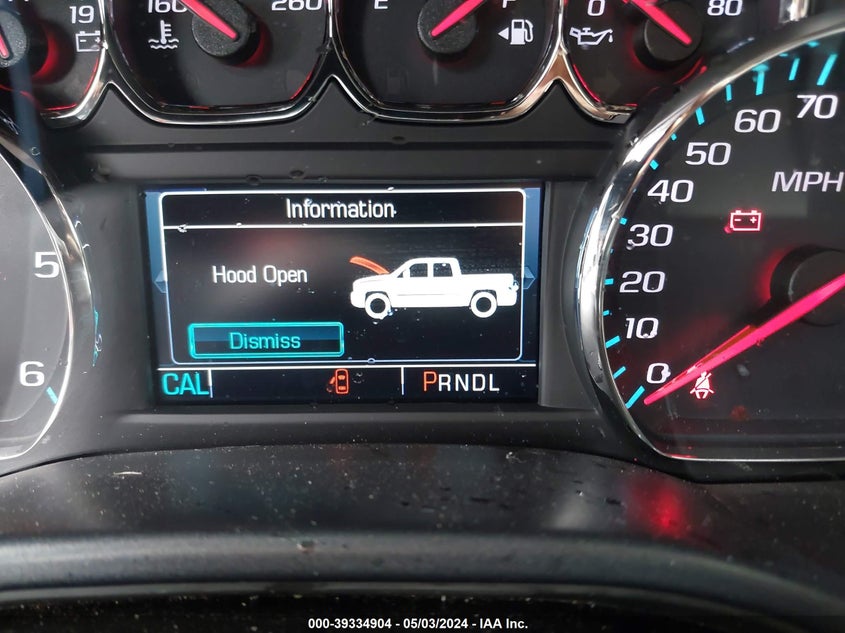 19 160 260 E F 0 80
Information
Hood Open
Dismiss
CAL PRNDL
5
6
70
60
50
40
30
20
10
0
MPH
000-39334904 - 05/03/2024 - IAA Inc.